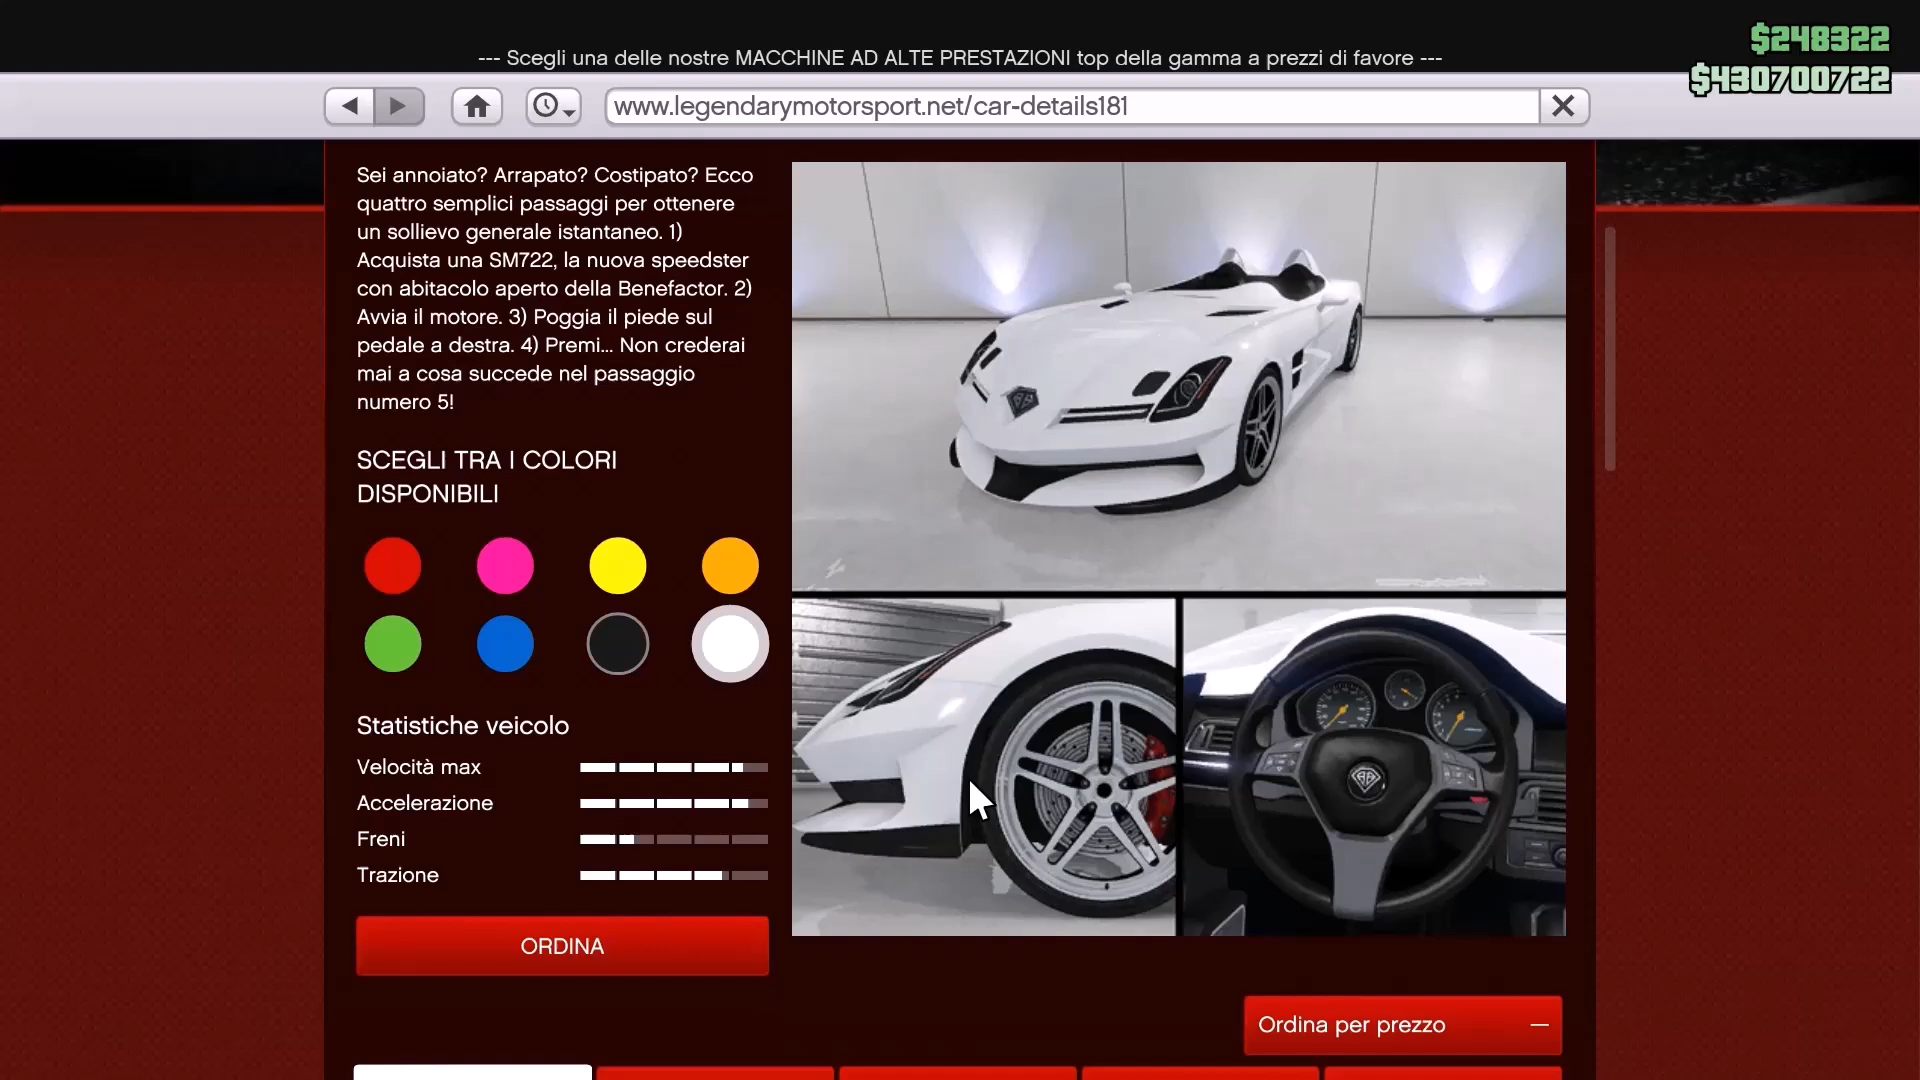 $248322
--- Scegli una delle nostre MACCHINE AD ALTE PRESTAZIONI top della gamma a prezzi di favore ---
$430700722
www.legendarymotorsport.net/car-details181
Sei annoiato? Arrapato? Costipato? Ecco
quattro semplici passaggi per ottenere
un sollievo generale istantaneo. 1)
Acquista una SM722, la nuova speedster
con abitacolo aperto della Benefactor. 2)
Avvia il motore. 3) Poggia il piede sul
pedale a destra. 4) Premi... Non crederai
mai a cosa succede nel passaggio
numero 5!
SCEGLI TRA I COLORI
DISPONIBILI
Statistiche veicolo
Velocità max
Accelerazione
Freni
Trazione
ORDINA
Ordina per prezzo